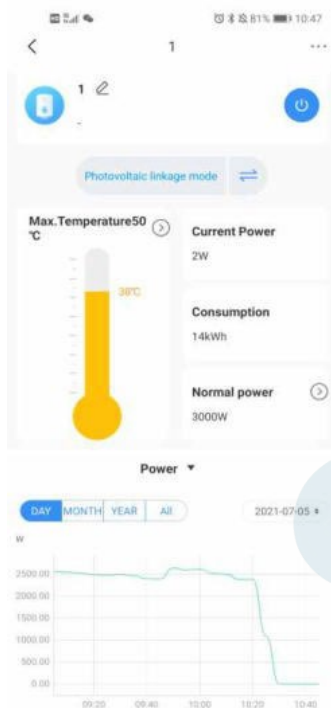 81% 10:47
1
1
-
Photovoltaic linkage mode
Max.Temperature50
℃
38℃
Current Power
2W
Consumption
14kWh
Normal power
3000W
Power ▼
DAY MONTH YEAR All 2021-07-05
W
2500.00
2000.00
1500.00
1000.00
500.00
0.00
09:20 09:40 10:00 10:20 10:40